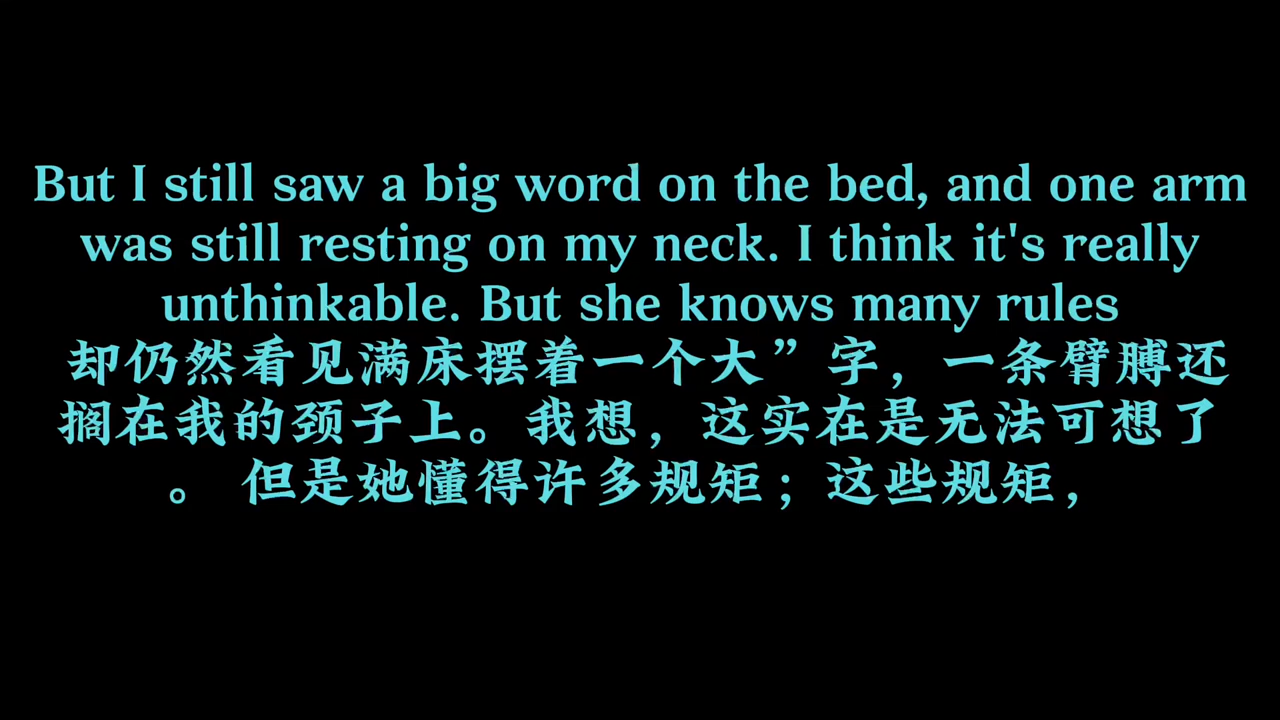 But I still saw a big word on the bed, and one arm
was still resting on my neck. I think it's really
unthinkable. But she knows many rules
却仍然看见满床摆着一个大”字，一条臂膊还
搁在我的颈子上。我想，这实在是无法可想了
。 但是她懂得许多规矩；这些规矩，